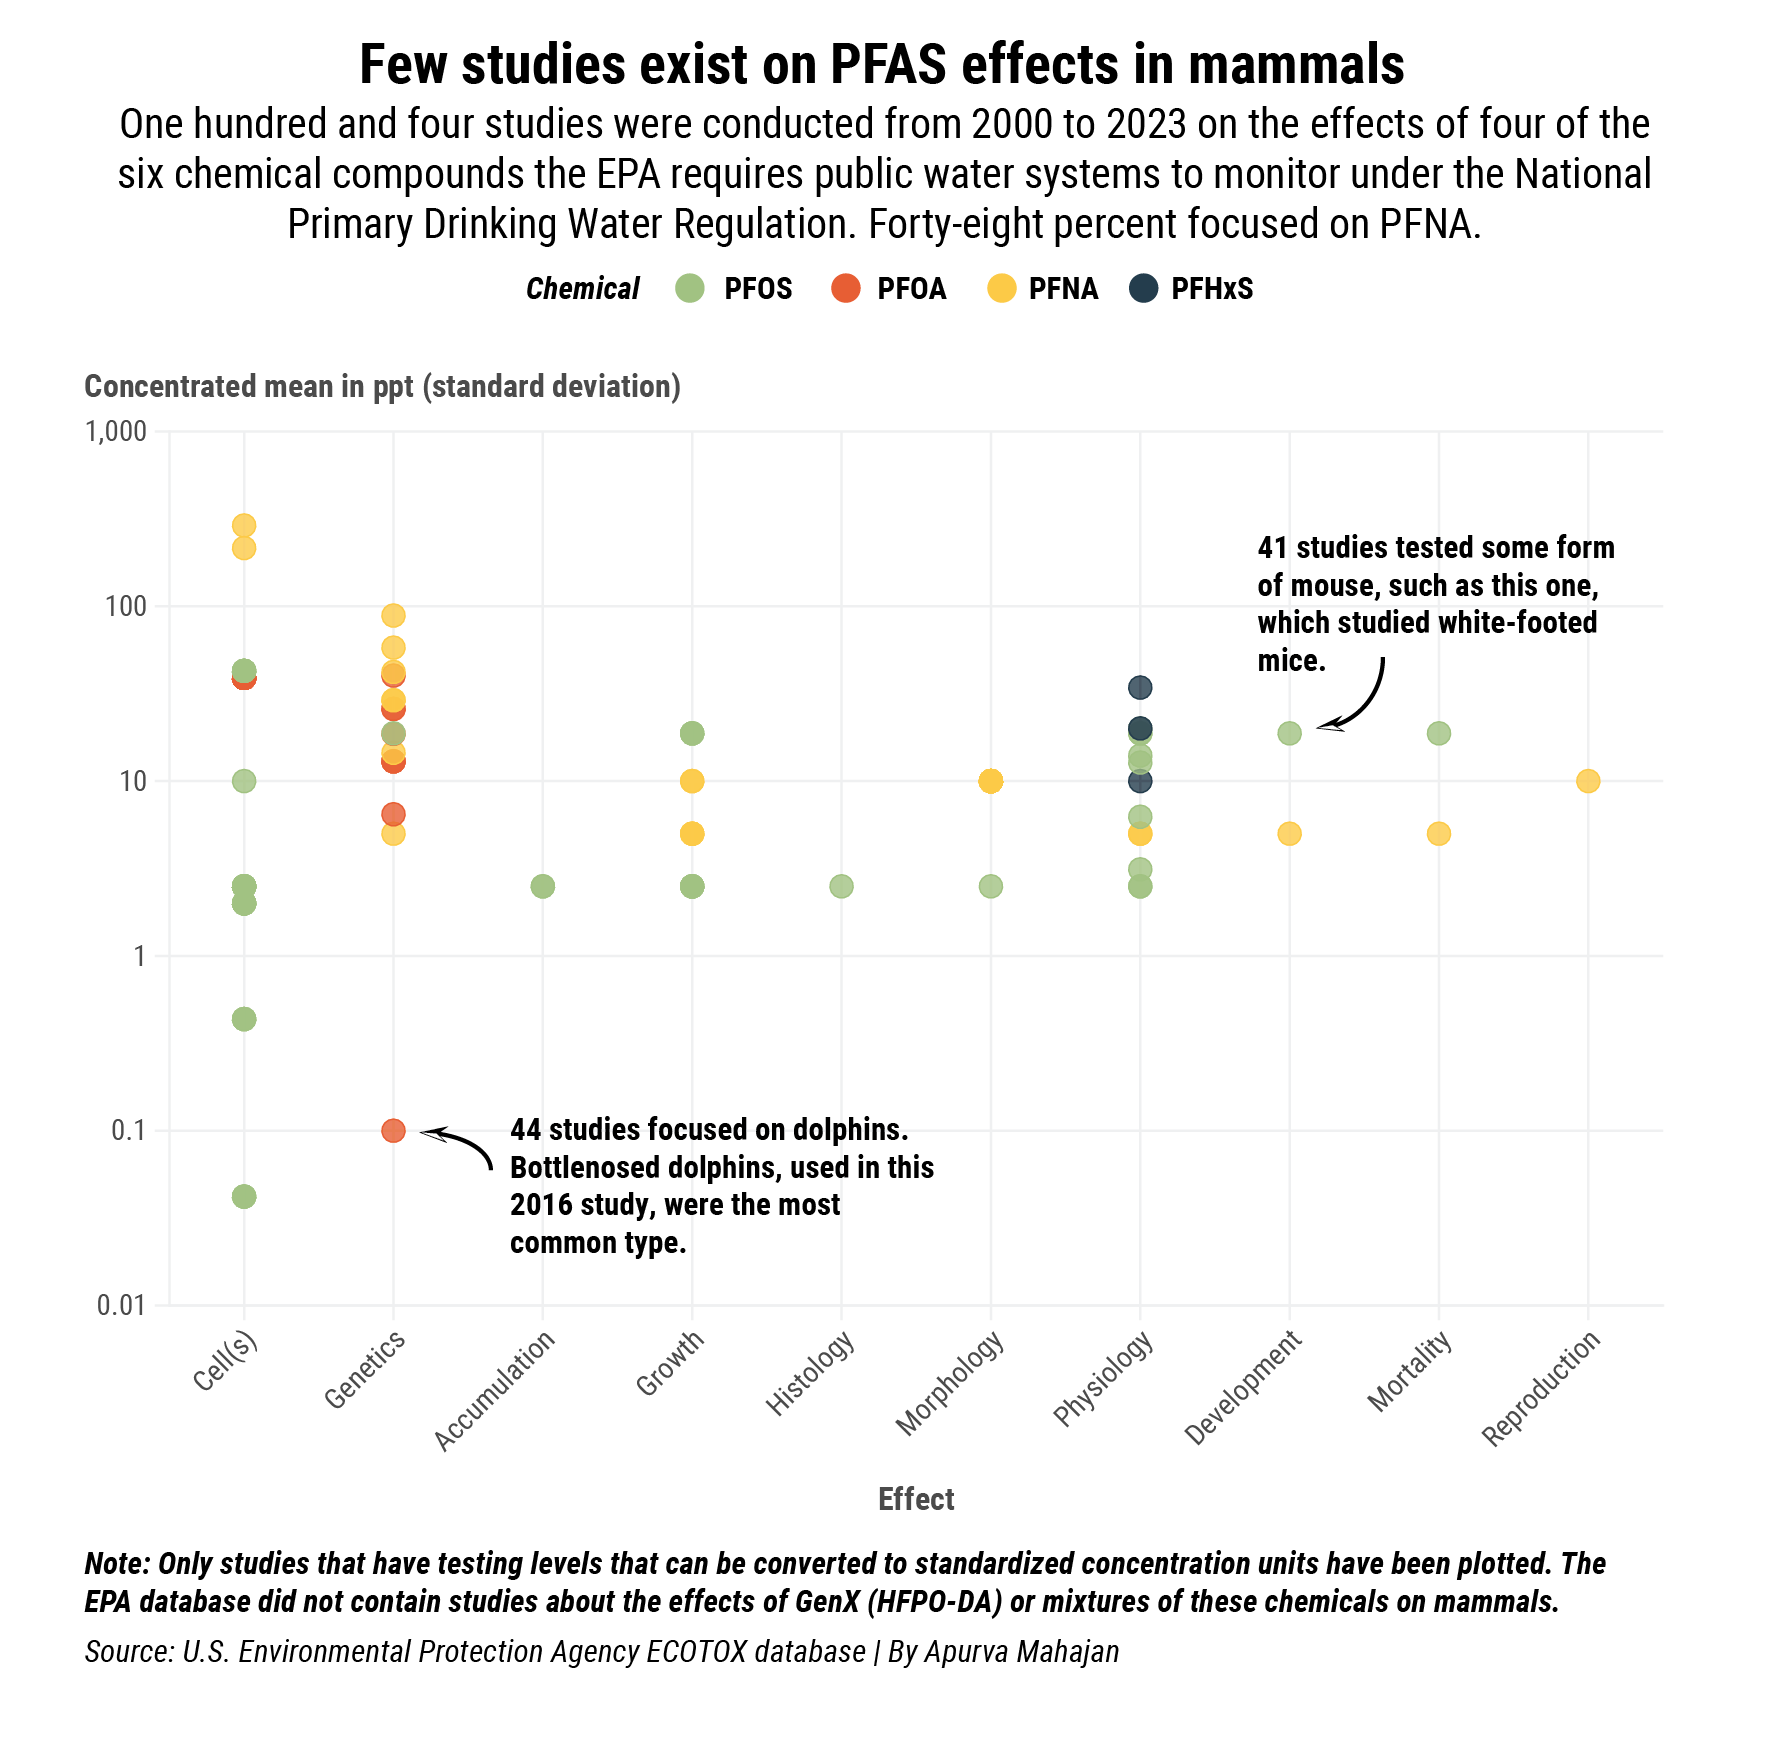 Few studies exist on PFAS effects in mammals
One hundred and four studies were conducted from 2000 to 2023 on the effects of four of the
six chemical compounds the EPA requires public water systems to monitor under the National
Primary Drinking Water Regulation. Forty-eight percent focused on PFNA.
Chemical PFOS PFOA PFNA PFHxS
Concentrated mean in ppt (standard deviation)
1,000
100
10
1
0.1
0.01
41 studies tested some form
of mouse, such as this one,
which studied white-footed
mice.
44 studies focused on dolphins.
Bottlenosed dolphins, used in this
2016 study, were the most
common type.
Cell(s)
Genetics
Accumulation
Growth
Histology
Morphology
Physiology
Development
Mortality
Reproduction
Effect
Note: Only studies that have testing levels that can be converted to standardized concentration units have been plotted. The
EPA database did not contain studies about the effects of GenX (HFPO-DA) or mixtures of these chemicals on mammals.
Source: U.S. Environmental Protection Agency ECOTOX database | By Apurva Mahajan